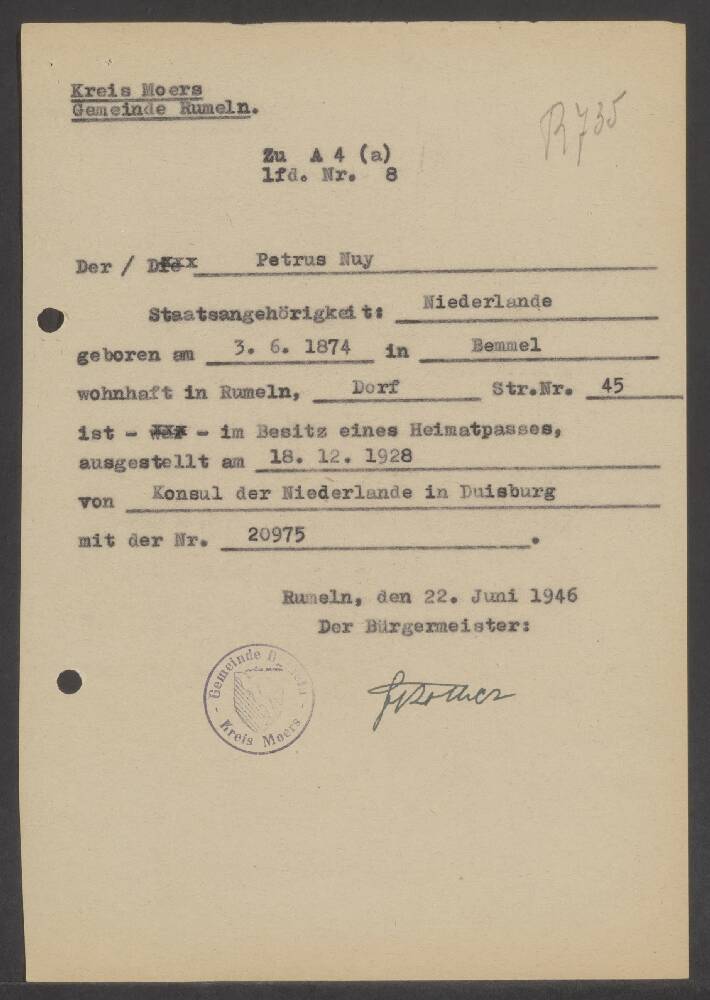 Kreis Moers
Gemeinde Rumeln.
R 735
Zu A 4 (a)
lfd. Nr. 8
Der / Die Petrus Nuy
Staatsangehörigkeit: Niederlande
geboren am 3. 6. 1874 in Bemmel
wohnhaft in Rumeln, Dorf Str.Nr. 45
ist - war - im Besitz eines Heimatpasses,
ausgestellt am 18. 12. 1928
von Konsul der Niederlande in Duisburg
mit der Nr. 20975 .
Rumeln, den 22. Juni 1946
Der Bürgermeister:
Gemeinde Rumeln
- Kreis Moers -